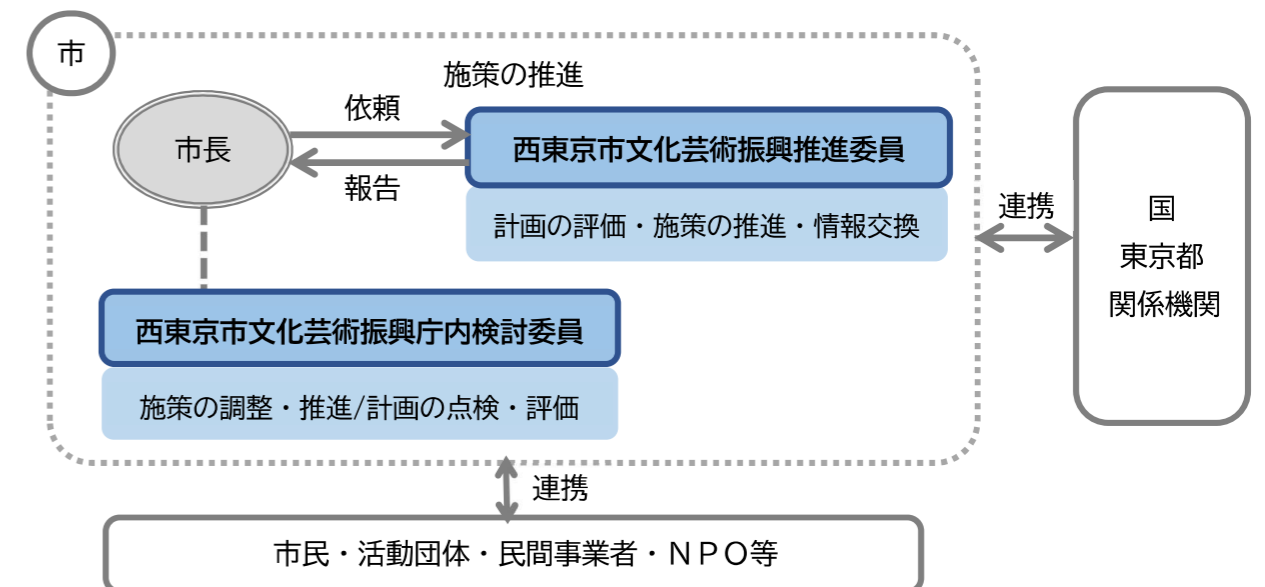 市
施策の推進
市長
依頼
報告
西東京市文化芸術振興推進委員
計画の評価・施策の推進・情報交換
西東京市文化芸術振興庁内検討委員
施策の調整・推進/計画の点検・評価
連携
国
東京都
関係機関
連携
市民・活動団体・民間事業者・ＮＰＯ等